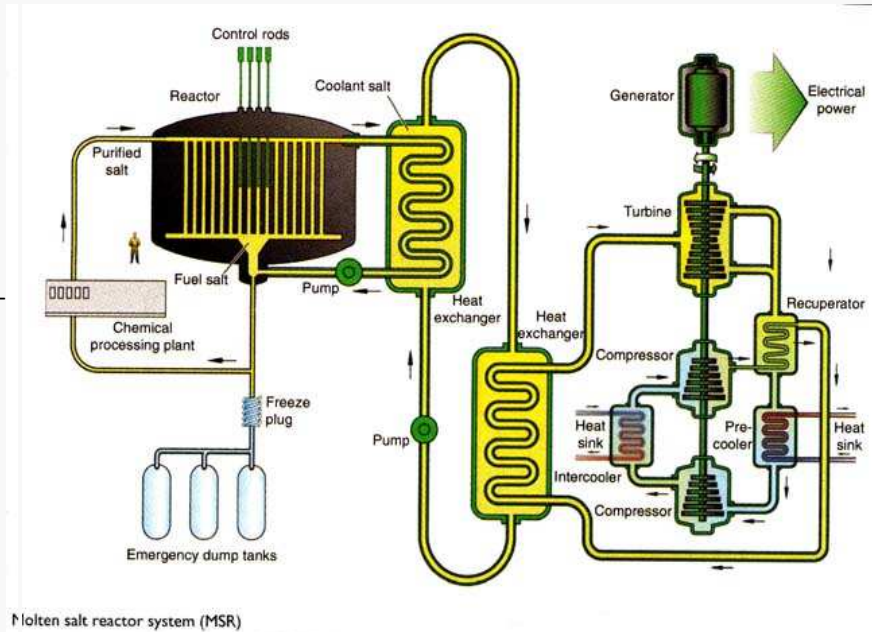 Control rods
Reactor
Coolant salt
Generator
Electrical
power
Purified
salt
Turbine
Fuel salt
Pump
Heat
exchanger
Heat
exchanger
Recuperator
Chemical
processing plant
Compressor
Freeze
plug
Pump
Heat
sink
Pre-
cooler
Heat
sink
Intercooler
Compressor
Emergency dump tanks
Molten salt reactor system (MSR)